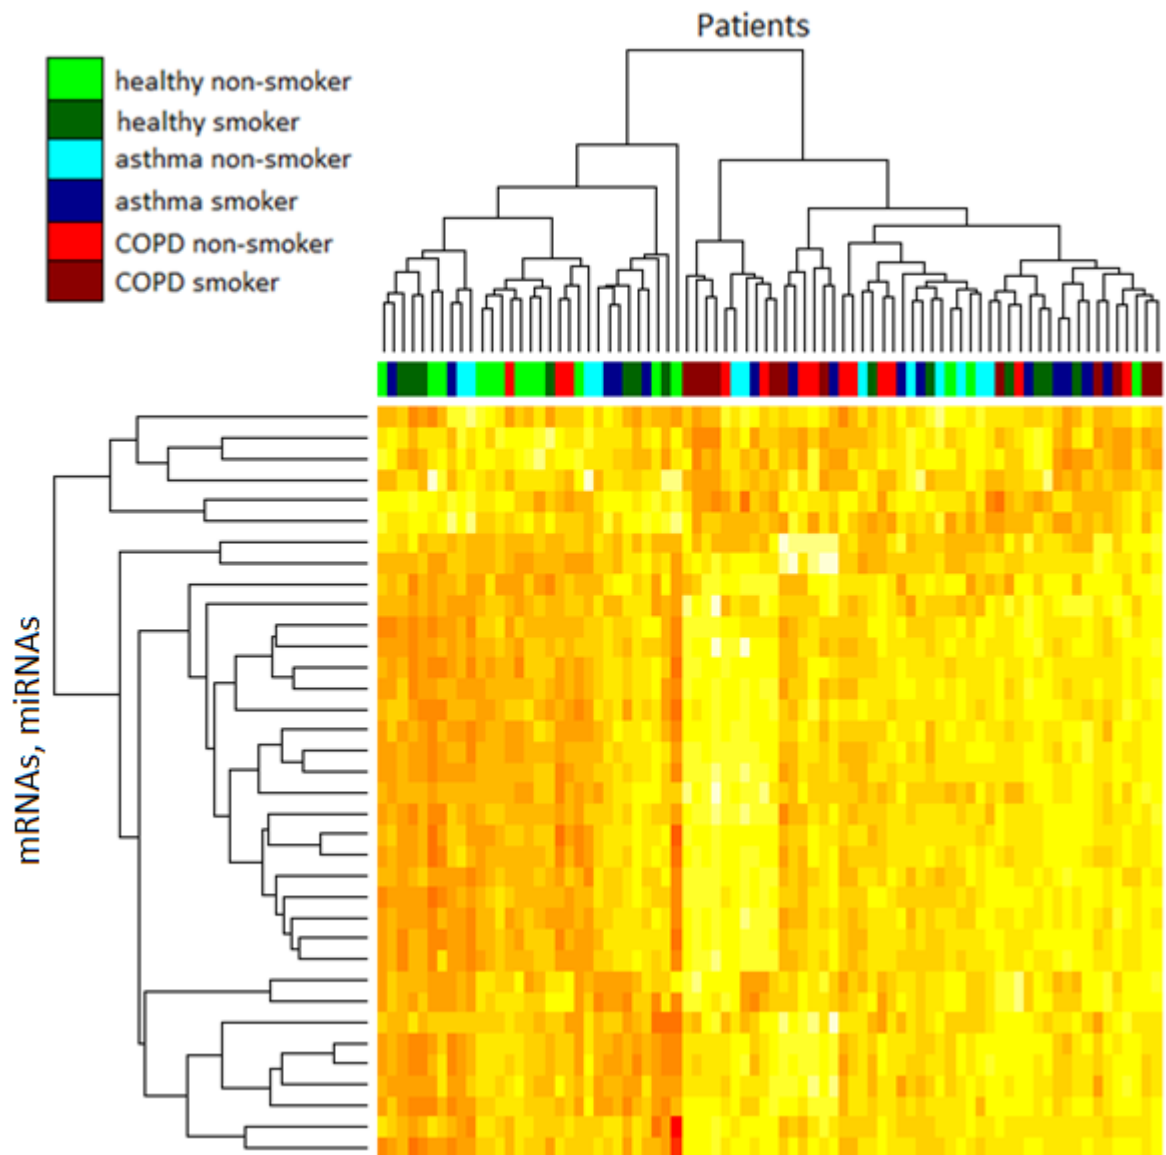 Patients
healthy non-smoker
healthy smoker
asthma non-smoker
asthma smoker
COPD non-smoker
COPD smoker
mRNAs, miRNAs